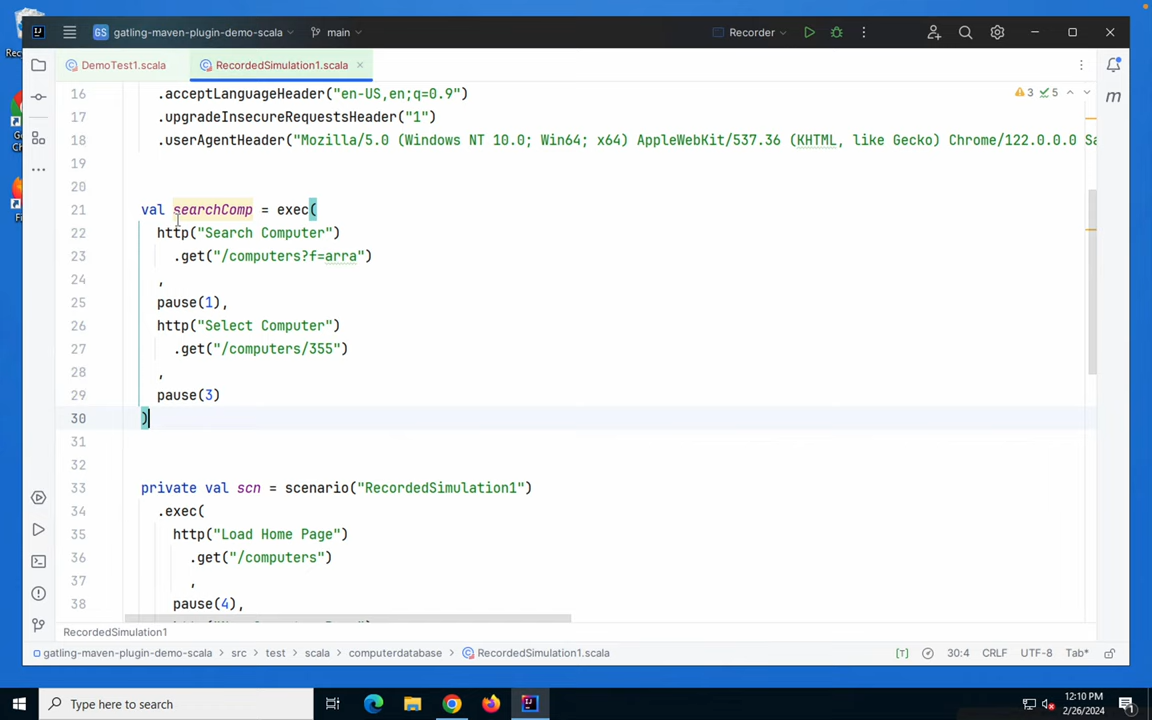 GS gatling-maven-plugin-demo-scala main Recorder
DemoTest1.scala RecordedSimulation1.scala
16 .acceptLanguageHeader("en-US,en;q=0.9") 3 5
17 .upgradeInsecureRequestsHeader("1")
18 .userAgentHeader("Mozilla/5.0 (Windows NT 10.0; Win64; x64) AppleWebKit/537.36 (KHTML, like Gecko) Chrome/122.0.0.0 Sa
19
20
21 val searchComp = exec(
22 http("Search Computer")
23 .get("/computers?f=arra")
24 ,
25 pause(1),
26 http("Select Computer")
27 .get("/computers/355")
28 ,
29 pause(3)
30 )
31
32
33 private val scn = scenario("RecordedSimulation1")
34 .exec(
35 http("Load Home Page")
36 .get("/computers")
37 ,
38 pause(4),
RecordedSimulation1
gatling-maven-plugin-demo-scala src test scala computerdatabase RecordedSimulation1.scala [T] 30:4 CRLF UTF-8 Tab*
Type here to search
12:10 PM
2/26/2024